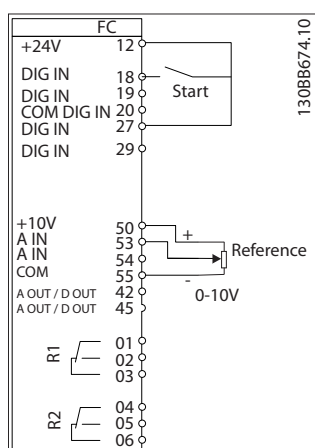 FC
+24V 12
DIG IN 18
DIG IN 19
COM DIG IN 20
DIG IN 27
DIG IN 29
Start
+10V 50
A IN 53
A IN 54
COM 55
A OUT / D OUT 42
A OUT / D OUT 45
+
Reference
-
0-10V
R1
01
02
03
R2
04
05
06
130BB674.10